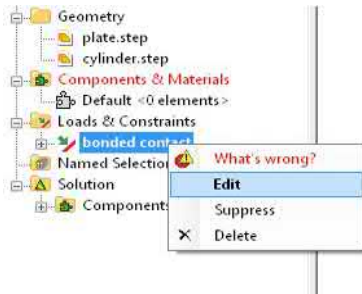 Geometry
plate.step
cylinder.step
Components & Materials
Default <0 elements>
Loads & Constraints
bonded contact
What's wrong?
Named Selection
Edit
Solution
Suppress
Components
Delete